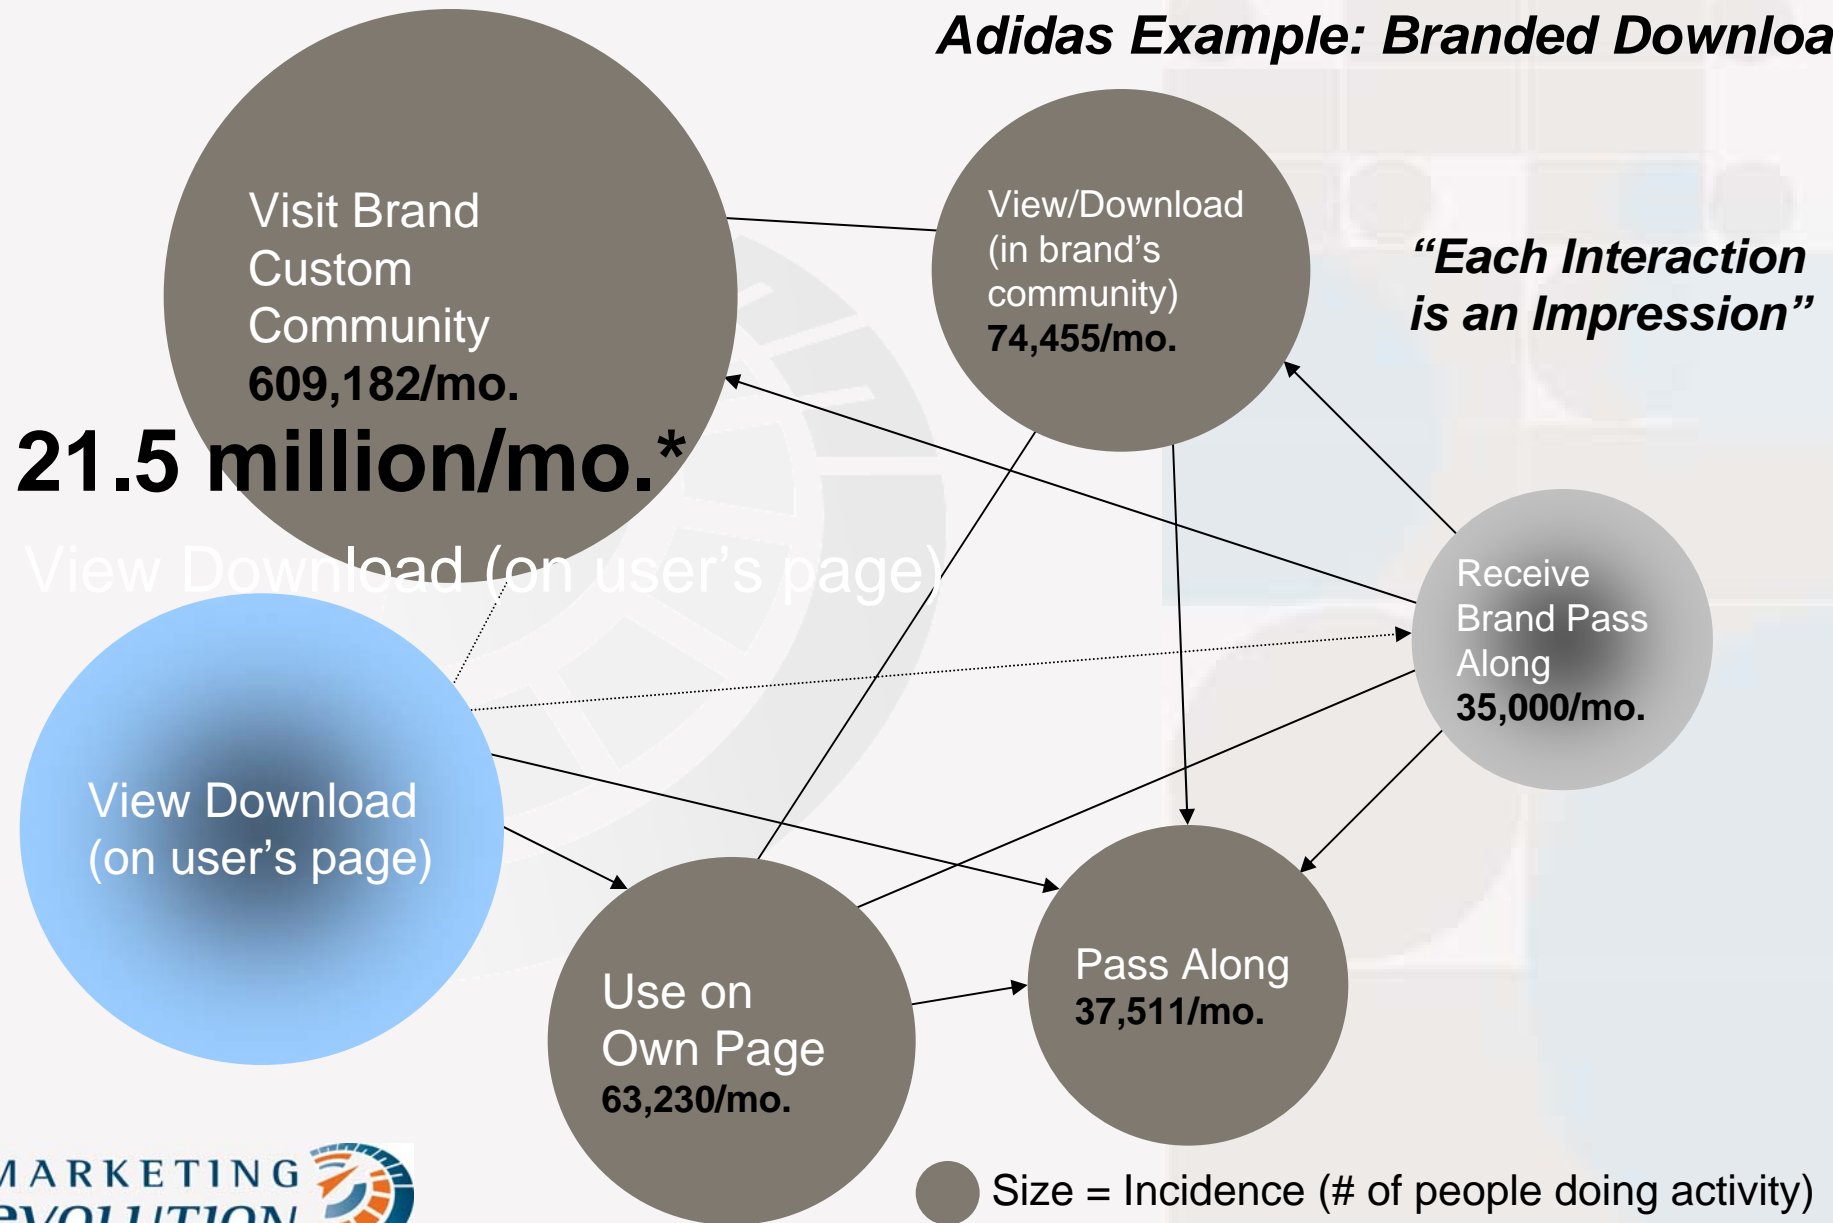 Adidas Example: Branded Downloa
Visit Brand
Custom
Community
609,182/mo.
View/Download
(in brand’s
community)
74,455/mo.
“Each Interaction
is an Impression”
21.5 million/mo.*
View Download (on user’s page)
Receive
Brand Pass
Along
35,000/mo.
View Download
(on user’s page)
Use on
Own Page
63,230/mo.
Pass Along
37,511/mo.
MARKETING
eVOLUTION
Size = Incidence (# of people doing activity)